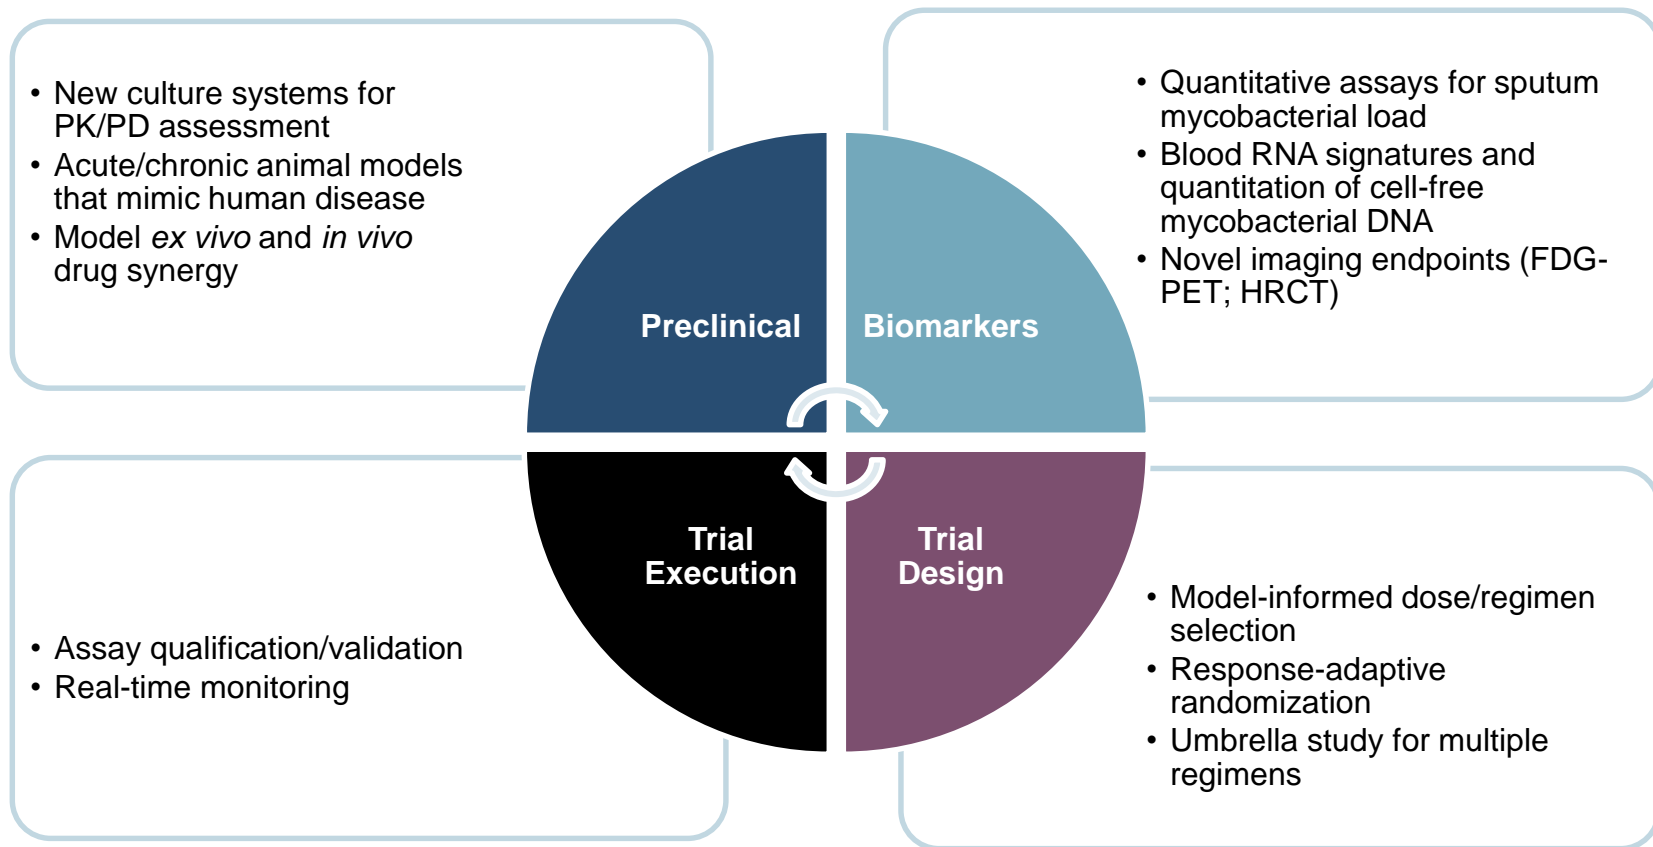 • New culture systems for
PK/PD assessment
• Acute/chronic animal models
that mimic human disease
• Model ex vivo and in vivo
drug synergy
• Quantitative assays for sputum
mycobacterial load
• Blood RNA signatures and
quantitation of cell-free
mycobacterial DNA
• Novel imaging endpoints (FDG-
PET; HRCT)
Preclinical
Biomarkers
Trial
Execution
Trial
Design
• Assay qualification/validation
• Real-time monitoring
• Model-informed dose/regimen
selection
• Response-adaptive
randomization
• Umbrella study for multiple
regimens